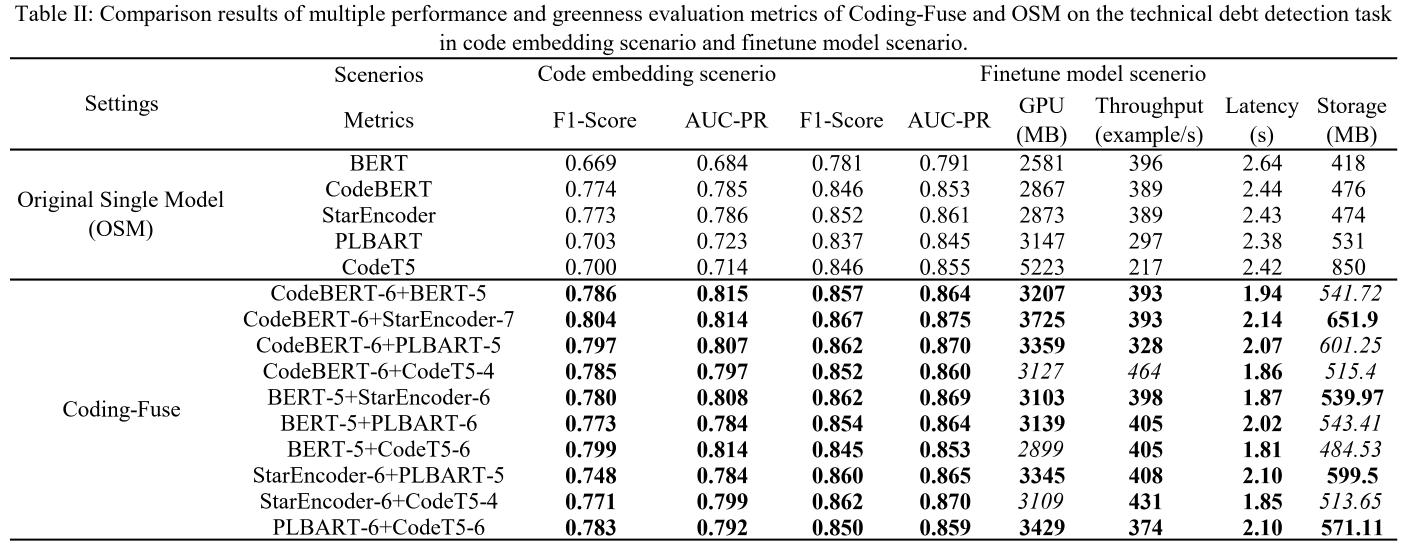 Table II: Comparison results of multiple performance and greenness evaluation metrics of Coding-Fuse and OSM on the technical debt detection task
in code embedding scenario and finetune model scenario.
Settings Scenerios Code embedding scenerio Finetune model scenerio
Metrics F1-Score AUC-PR F1-Score AUC-PR GPU (MB) Throughput (example/s) Latency (s) Storage (MB)
Original Single Model (OSM)
BERT 0.669 0.684 0.781 0.791 2581 396 2.64 418
CodeBERT 0.774 0.785 0.846 0.853 2867 389 2.44 476
StarEncoder 0.773 0.786 0.852 0.861 2873 389 2.43 474
PLBART 0.703 0.723 0.837 0.845 3147 297 2.38 531
CodeT5 0.700 0.714 0.846 0.855 5223 217 2.42 850
Coding-Fuse
CodeBERT-6+BERT-5 0.786 0.815 0.857 0.864 3207 393 1.94 541.72
CodeBERT-6+StarEncoder-7 0.804 0.814 0.867 0.875 3725 393 2.14 651.9
CodeBERT-6+PLBART-5 0.797 0.807 0.862 0.870 3359 328 2.07 601.25
CodeBERT-6+CodeT5-4 0.785 0.797 0.852 0.860 3127 464 1.86 515.4
BERT-5+StarEncoder-6 0.780 0.808 0.862 0.869 3103 398 1.87 539.97
BERT-5+PLBART-6 0.773 0.784 0.854 0.864 3139 405 2.02 543.41
BERT-5+CodeT5-6 0.799 0.814 0.845 0.853 2899 405 1.81 484.53
StarEncoder-6+PLBART-5 0.748 0.784 0.860 0.865 3345 408 2.10 599.5
StarEncoder-6+CodeT5-4 0.771 0.799 0.862 0.870 3109 431 1.85 513.65
PLBART-6+CodeT5-6 0.783 0.792 0.850 0.859 3429 374 2.10 571.11